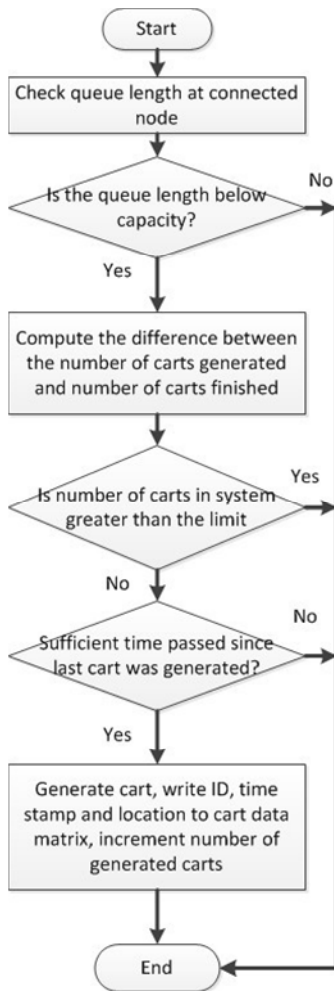 Start
Check queue length at connected
node
Is the queue length below
capacity?
No
Yes
Compute the difference between
the number of carts generated
and number of carts finished
Is number of carts in system
greater than the limit
Yes
No
Sufficient time passed since
last cart was generated?
No
Yes
Generate cart, write ID, time
stamp and location to cart data
matrix, increment number of
generated carts
End